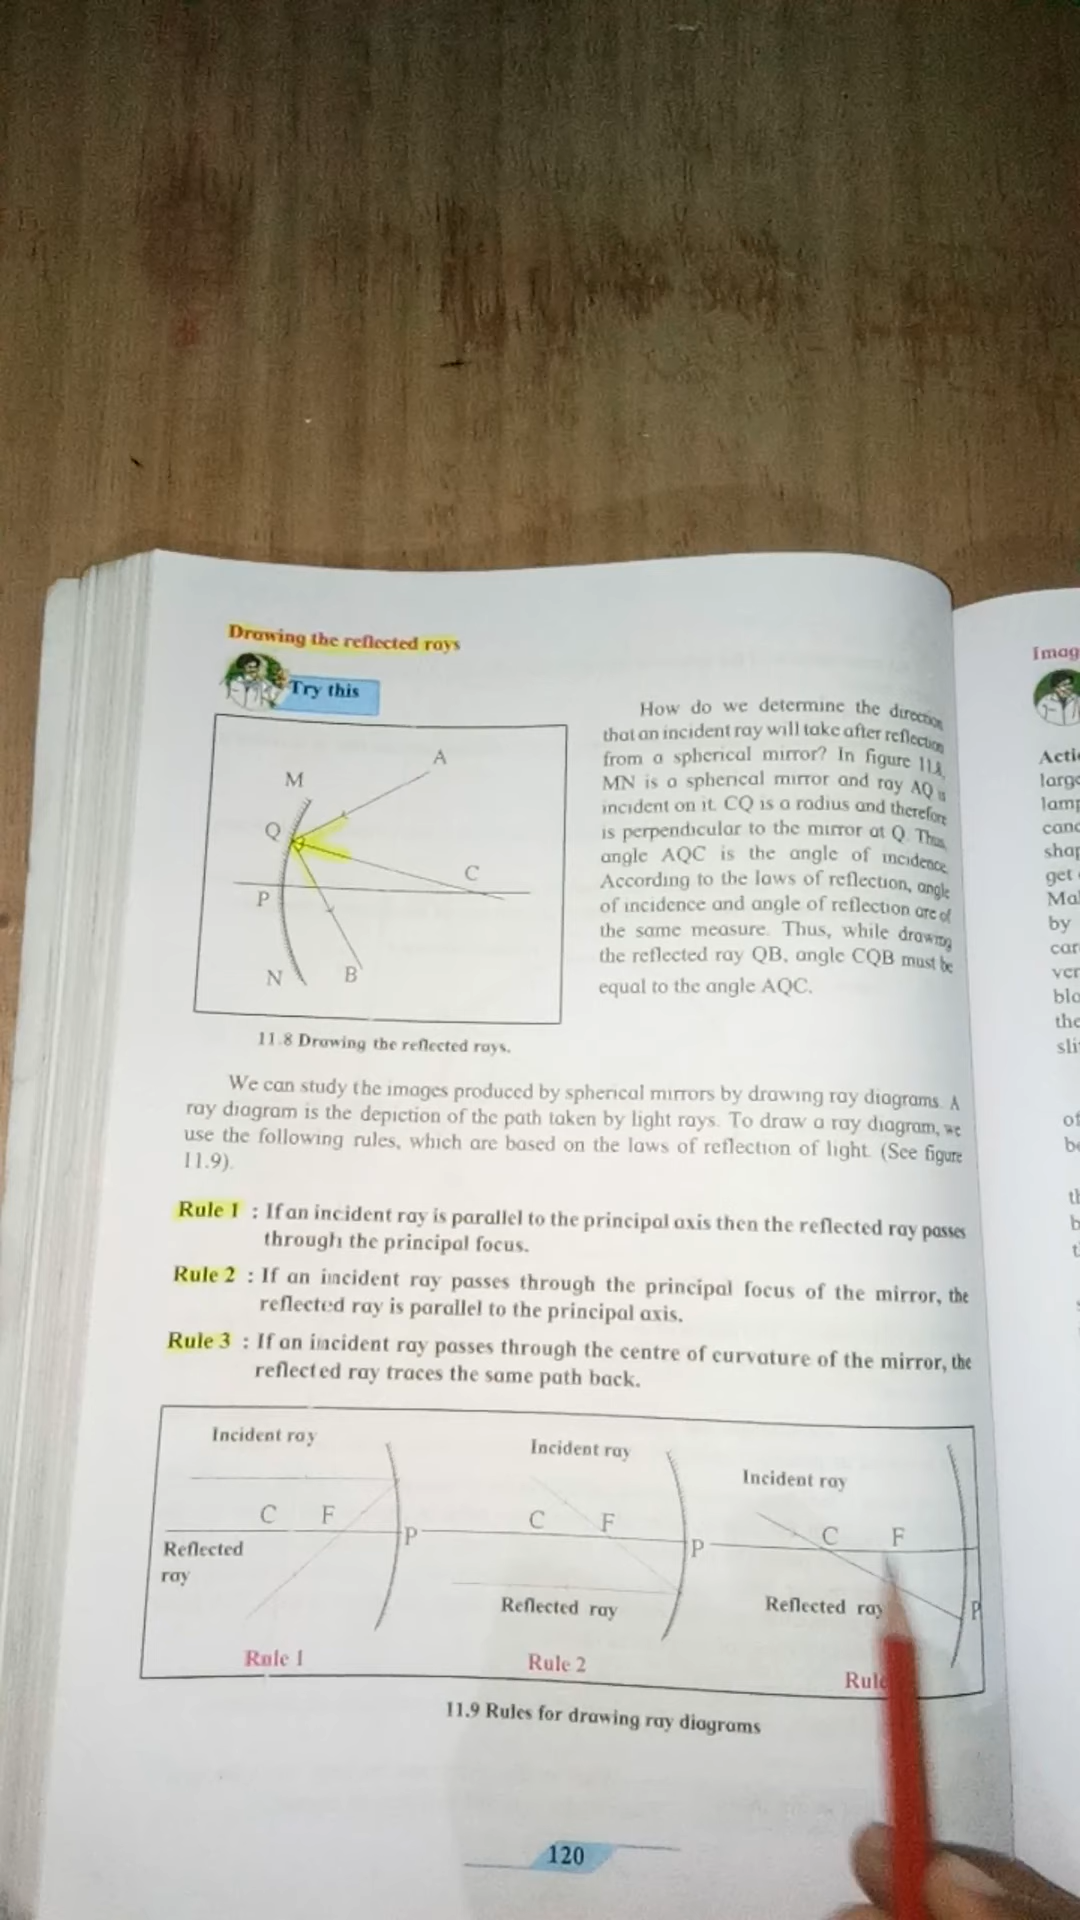 Drawing the reflected rays
Try this
A
M
Q
C
P
N
B
11.8 Drawing the reflected rays.
How do we determine the direction
that an incident ray will take after reflection
from a spherical mirror? In figure 11.8,
MN is a spherical mirror and ray AQ is
incident on it. CQ is a radius and therefore
is perpendicular to the mirror at Q. Thus,
angle AQC is the angle of incidence.
According to the laws of reflection, angle
of incidence and angle of reflection are of
the same measure. Thus, while drawing
the reflected ray QB, angle CQB must be
equal to the angle AQC.
We can study the images produced by spherical mirrors by drawing ray diagrams. A
ray diagram is the depiction of the path taken by light rays. To draw a ray diagram, we
use the following rules, which are based on the laws of reflection of light. (See figure
11.9).
Rule 1 : If an incident ray is parallel to the principal axis then the reflected ray passes
through the principal focus.
Rule 2 : If an incident ray passes through the principal focus of the mirror, the
reflected ray is parallel to the principal axis.
Rule 3 : If an incident ray passes through the centre of curvature of the mirror, the
reflected ray traces the same path back.
Incident ray
C F
P
Reflected
ray
Rule 1
Incident ray
C F
P
Reflected ray
Rule 2
Incident ray
C F
P
Reflected ray
Rule
11.9 Rules for drawing ray diagrams
120
Imag
Acti
large
lamp
cand
shap
get
Mal
by
car
ver
blo
the
sli
of